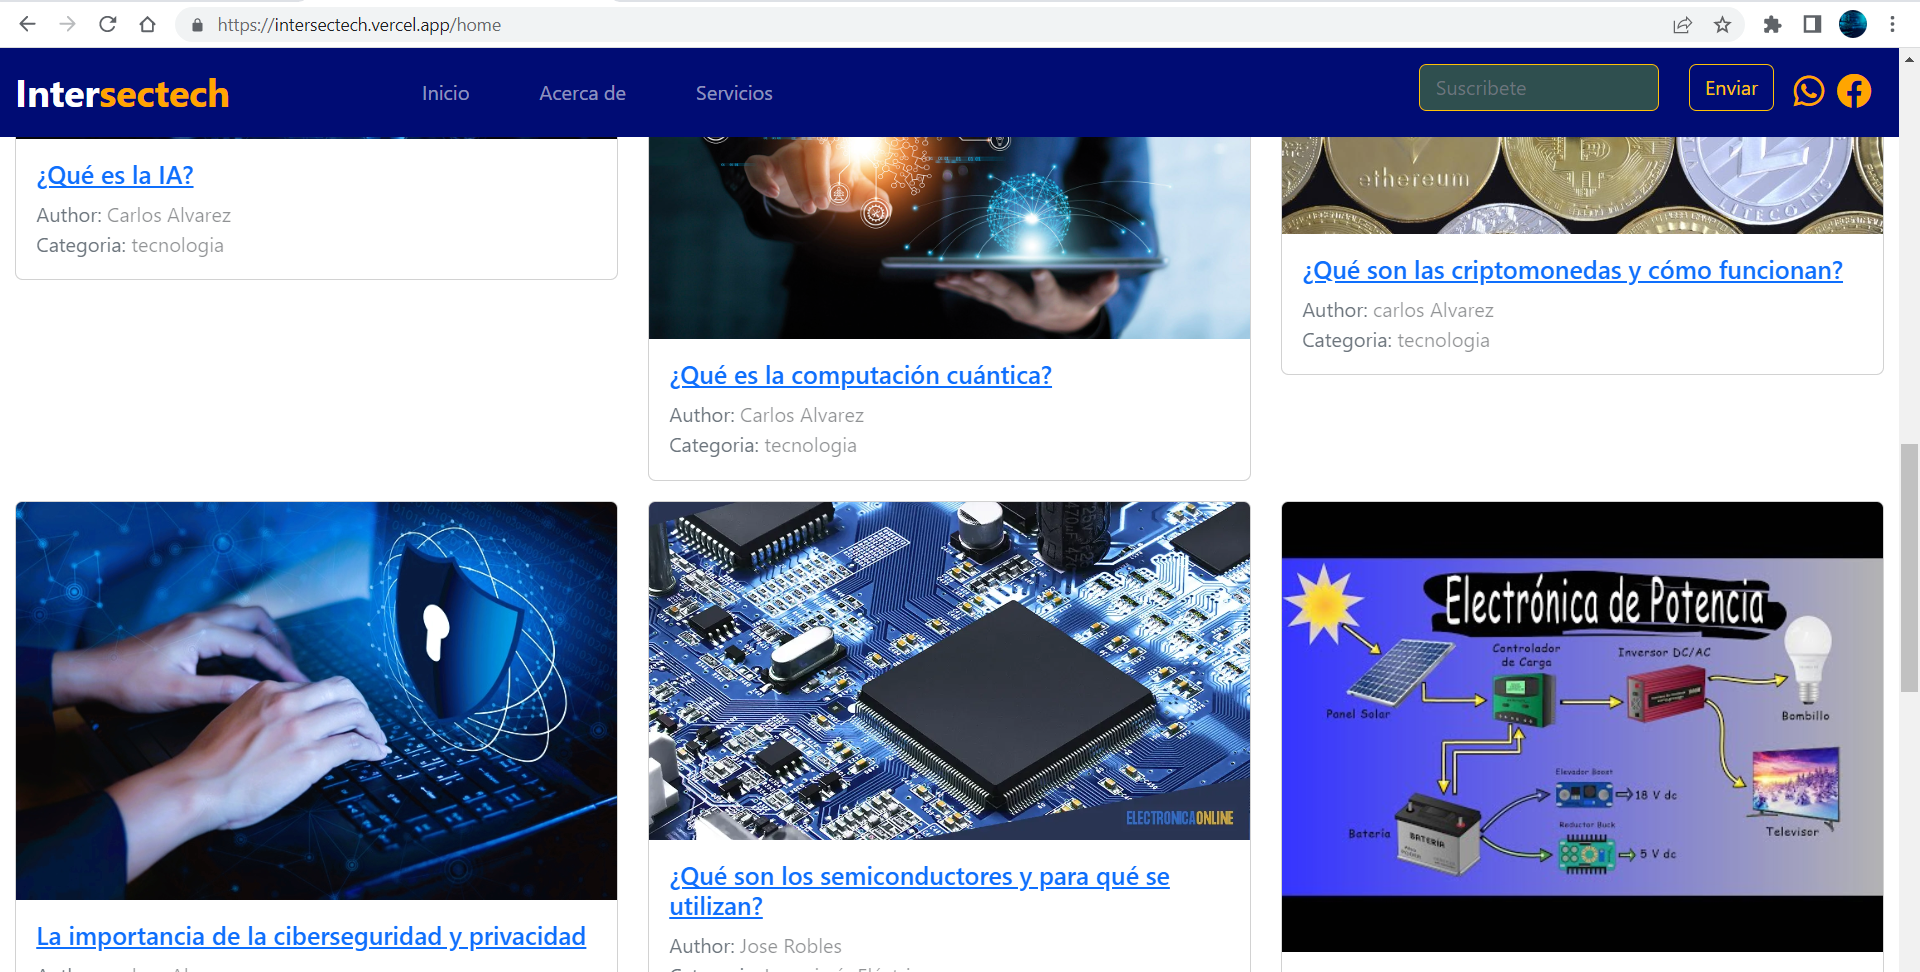 https://intersectech.vercel.app/home
Intersectech
Inicio
Acerca de
Servicios
Suscribete
Enviar
¿Qué es la IA?
Author: Carlos Alvarez
Categoria: tecnologia
¿Qué es la computación cuántica?
Author: Carlos Alvarez
Categoria: tecnologia
ethereum
LITECOINS
¿Qué son las criptomonedas y cómo funcionan?
Author: carlos Alvarez
Categoria: tecnologia
La importancia de la ciberseguridad y privacidad
470µF
25V
ELECTRONICAONLINE
¿Qué son los semiconductores y para qué se
utilizan?
Author: Jose Robles
Electrónica de Potencia
Controlador
de Carga
Inversor DC/AC
Panel Solar
Bombillo
Elevador Boost
18 V dc
Batería
BATERIA
Reductor Buck
5 V dc
Televisor